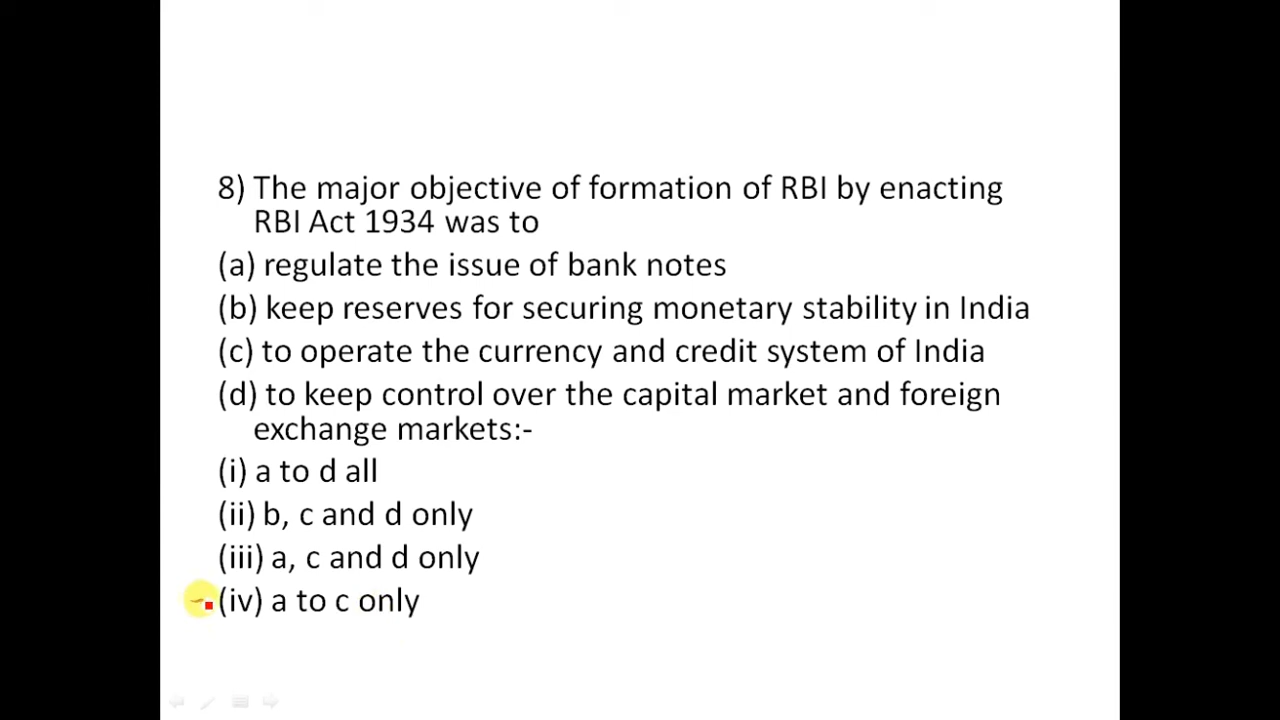 8) The major objective of formation of RBI by enacting
RBI Act 1934 was to
(a) regulate the issue of bank notes
(b) keep reserves for securing monetary stability in India
(c) to operate the currency and credit system of India
(d) to keep control over the capital market and foreign
exchange markets:-
(i) a to d all
(ii) b, c and d only
(iii) a, c and d only
(iv) a to c only